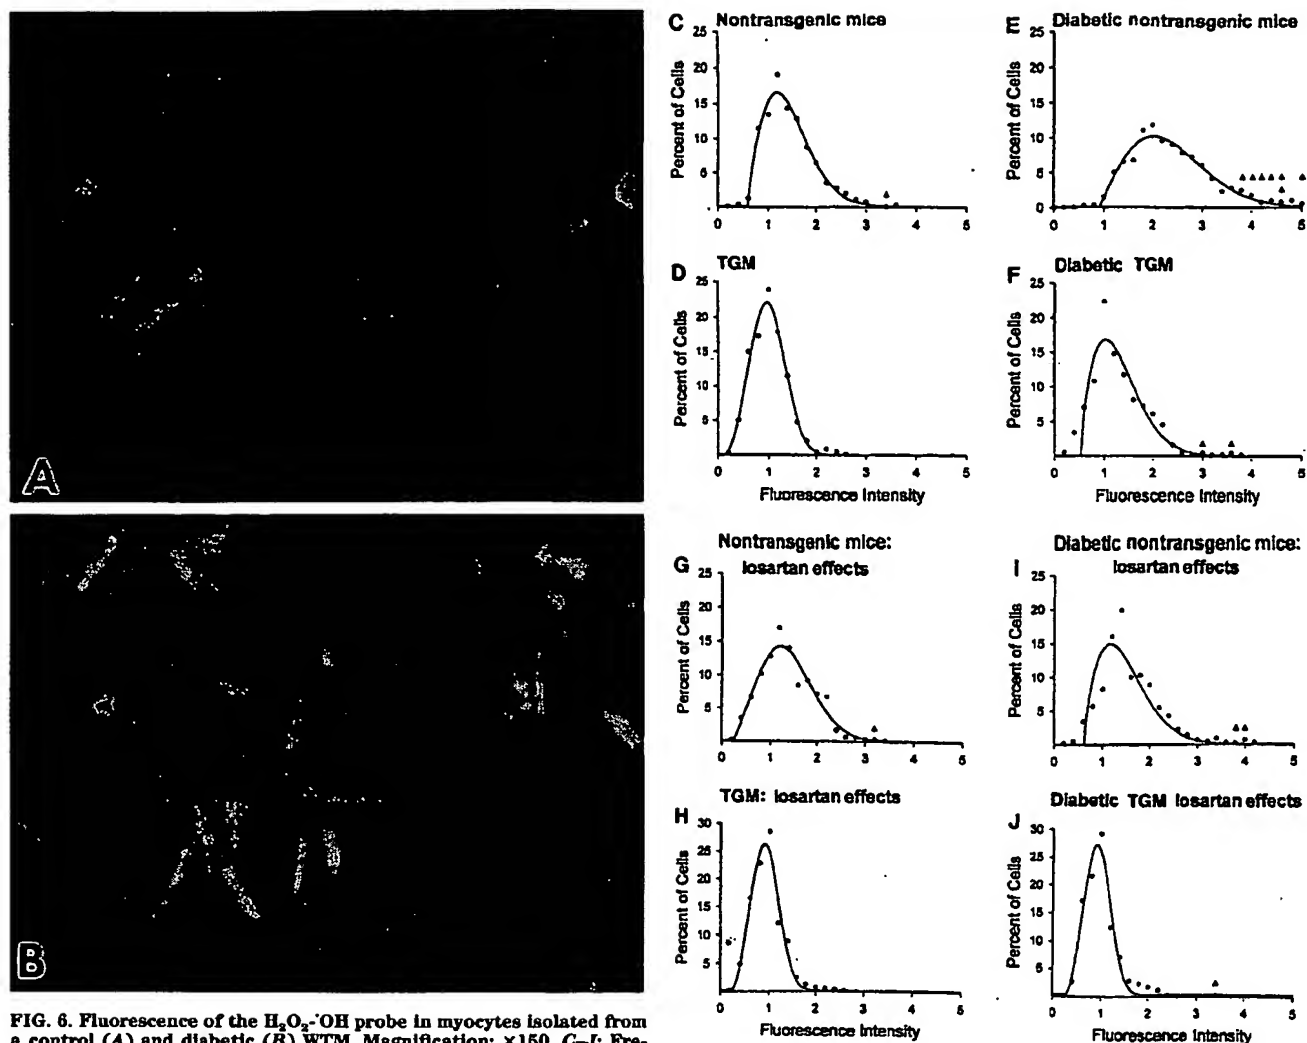 A
B
C Nontransgenic mice
25
20
15
10
5
Percent of Cells
0 1 2 3 4 5
E Diabetic nontransgenic mice
25
20
15
10
5
0
Percent of Cells
0 1 2 3 4 5
D TGM
25
20
15
10
5
Percent of Cells
0 1 2 3 4 5
Fluorescence Intensity
F Diabetic TGM
25
20
15
10
5
Percent of Cells
0 1 2 3 4 5
Fluorescence Intensity
Nontransgenic mice:
G losartan effects
25
20
15
10
5
Percent of Cells
0 1 2 3 4 5
Diabetic nontransgenic mice:
I losartan effects
25
20
15
10
5
Percent of Cells
0 1 2 3 4 5
TGM: losartan effects
H
30
25
20
15
10
5
Percent of Cells
0 1 2 3 4 5
Fluorescence Intensity
Diabetic TGM losartan effects
J
30
25
20
15
10
5
Percent of Cells
0 1 2 3 4 5
Fluorescence Intensity
FIG. 6. Fluorescence of the H₂O₂-˙OH probe in myocytes isolated from
a control (A) and diabetic (B) WTM. Magnification: ×150. C–J: Fre-